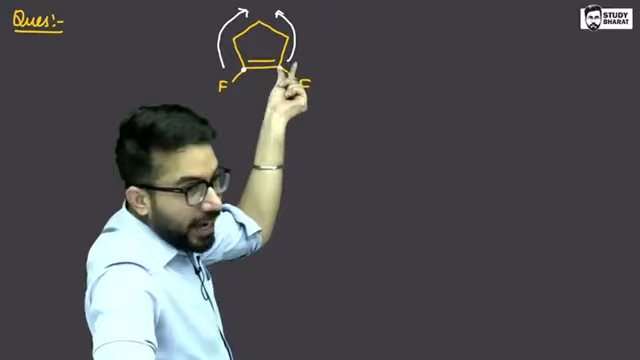 Ques:-
STUDY
BHARAT
F
F